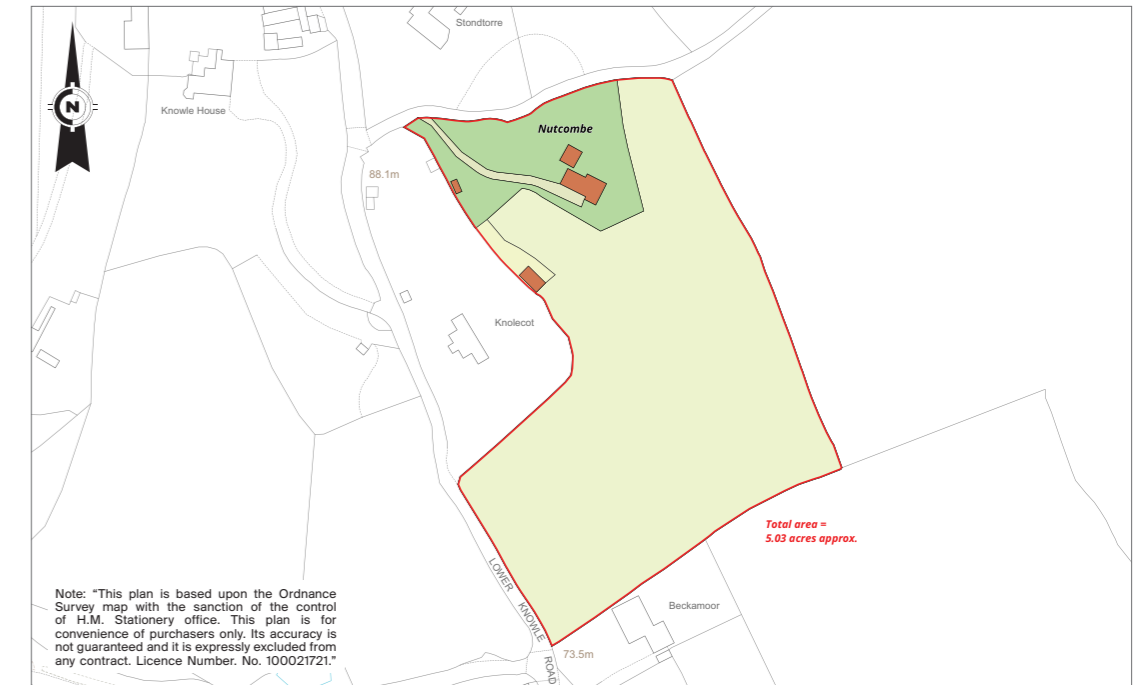 Stondtorre
N
Knowle House
Nutcombe
88.1m
Knolecot
Total area =
5.03 acres approx.
LOWER KNOWLE ROAD
Beckamoor
73.5m
Note: “This plan is based upon the Ordnance
Survey map with the sanction of the control
of H.M. Stationery office. This plan is for
convenience of purchasers only. Its accuracy is
not guaranteed and it is expressly excluded from
any contract. Licence Number. No. 100021721.”